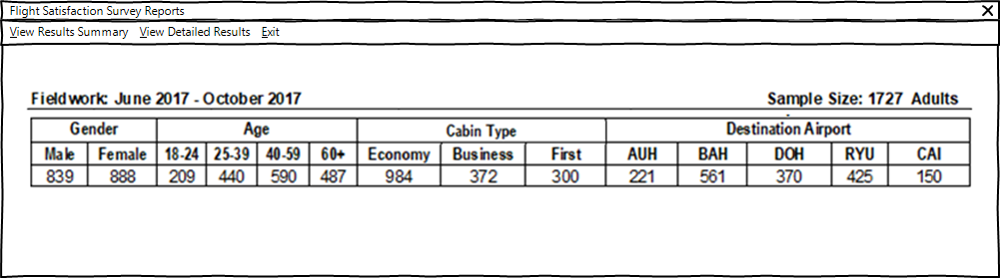 Flight Satisfaction Survey Reports
View Results Summary View Detailed Results Exit
Fieldwork: June 2017 - October 2017 Sample Size: 1727 Adults
Gender Age Cabin Type Destination Airport
Male Female 18-24 25-39 40-59 60+ Economy Business First AUH BAH DOH RYU CAI
839 888 209 440 590 487 984 372 300 221 561 370 425 150